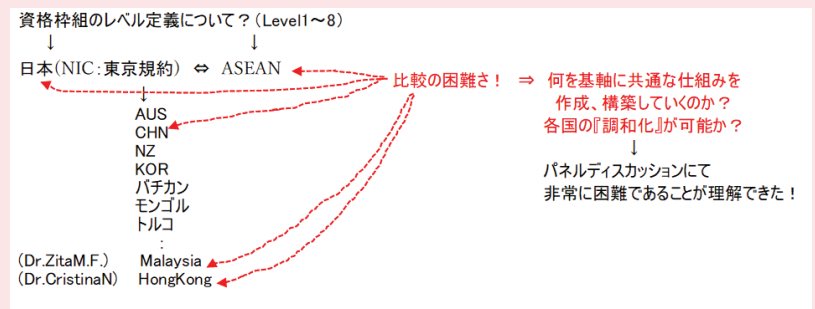 資格枠組のレベル定義について？(Level1～8)
↓ ↓
日本(NIC：東京規約) ⇔ ASEAN
比較の困難さ！ ⇒ 何を基軸に共通な仕組みを
作成、構築していくのか？
各国の『調和化』が可能か？
↓
パネルディスカッションにて
非常に困難であることが理解できた！
↓
AUS
CHN
NZ
KOR
バチカン
モンゴル
トルコ
：
(Dr.ZitaM.F.) Malaysia
(Dr.CristinaN) HongKong